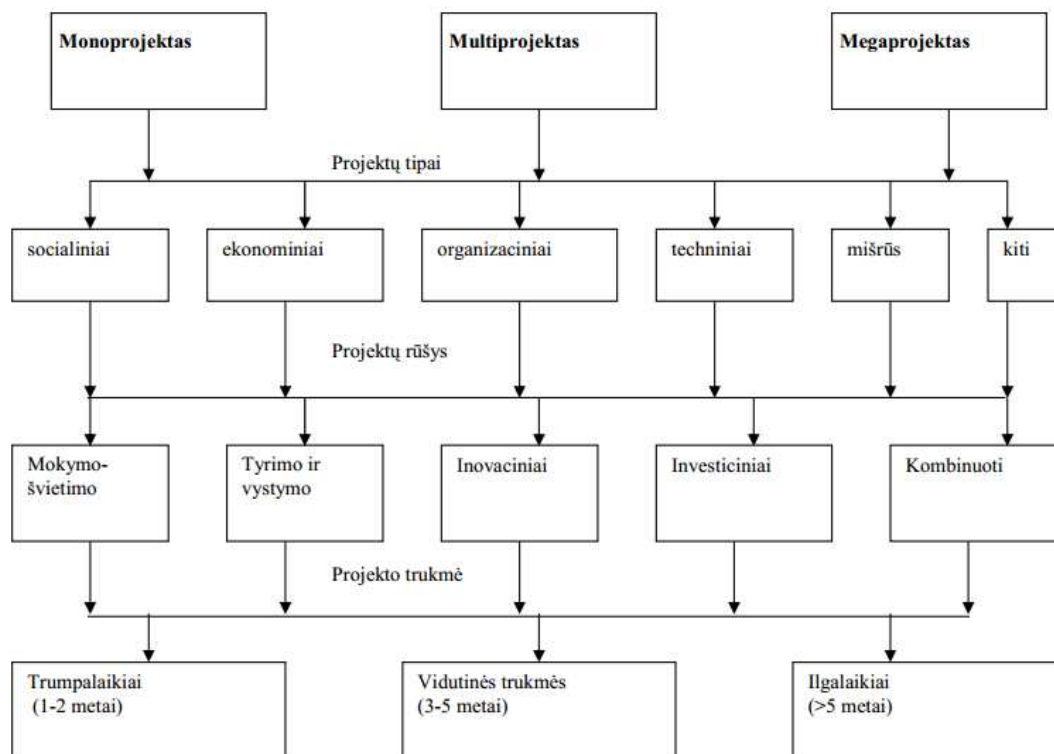 Monoprojektas
Multiprojektas
Megaprojektas
Projektų tipai
socialiniai
ekonominiai
organizaciniai
techniniai
mišrūs
kiti
Projektų rūšys
Mokymo-
švietimo
Tyrimo ir
vystymo
Inovaciniai
Investiciniai
Kombinuoti
Projekto trukmė
Trumpalaikiai
(1-2 metai)
Vidutinės trukmės
(3-5 metai)
Ilgalaikiai
(>5 metai)